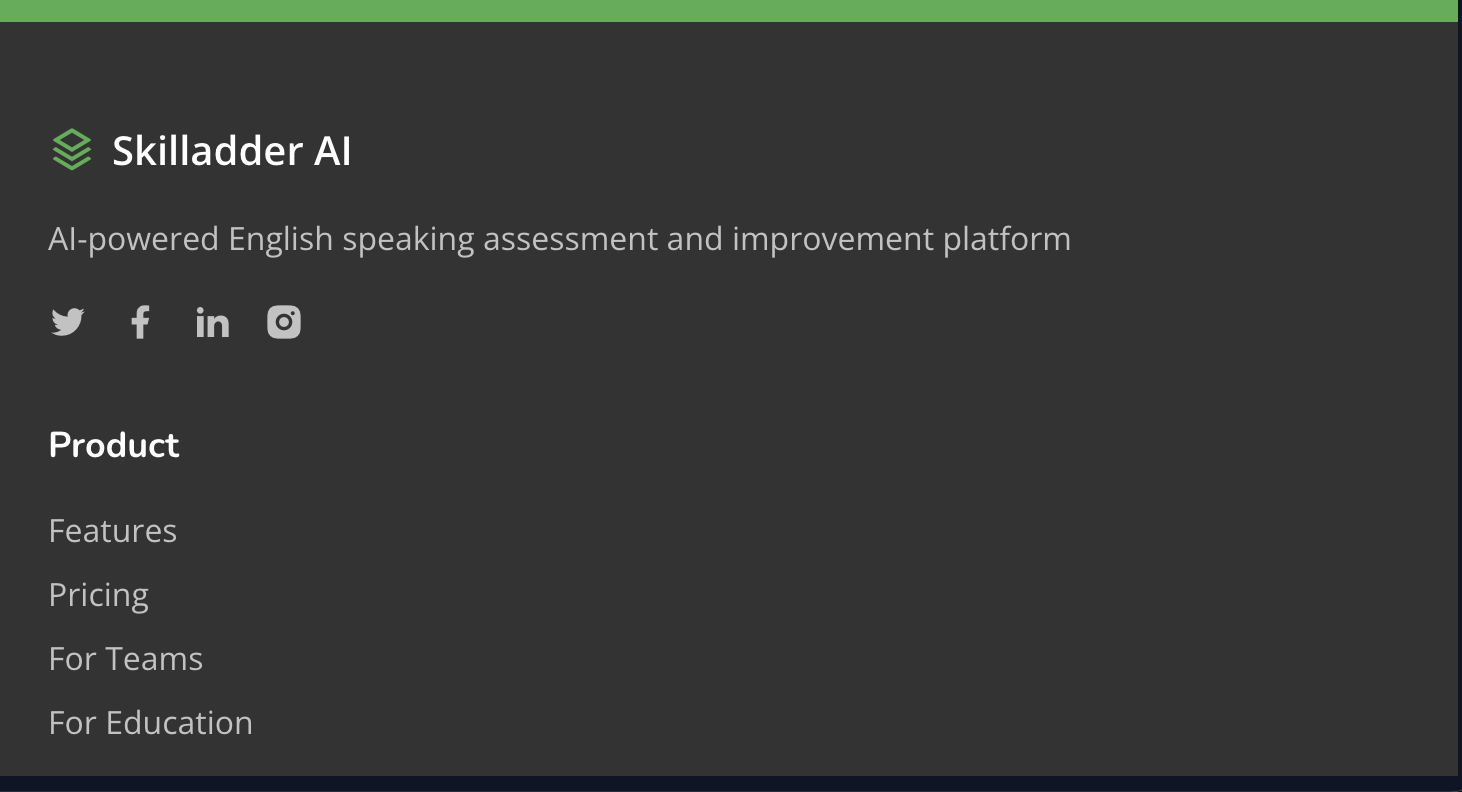 Skilladder AI
AI-powered English speaking assessment and improvement platform
Product
Features
Pricing
For Teams
For Education